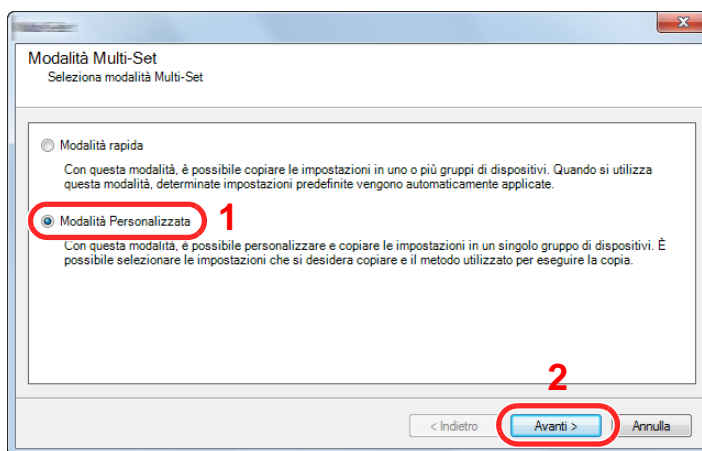 Modalità Multi-Set
Seleziona modalità Multi-Set
Modalità rapida
Con questa modalità, è possibile copiare le impostazioni in uno o più gruppi di dispositivi. Quando si utilizza
questa modalità, determinate impostazioni predefinite vengono automaticamente applicate.
Modalità Personalizzata 1
Con questa modalità, è possibile personalizzare e copiare le impostazioni in un singolo gruppo di dispositivi. È
possibile selezionare le impostazioni che si desidera copiare e il metodo utilizzato per eseguire la copia.
2
< Indietro Avanti > Annulla